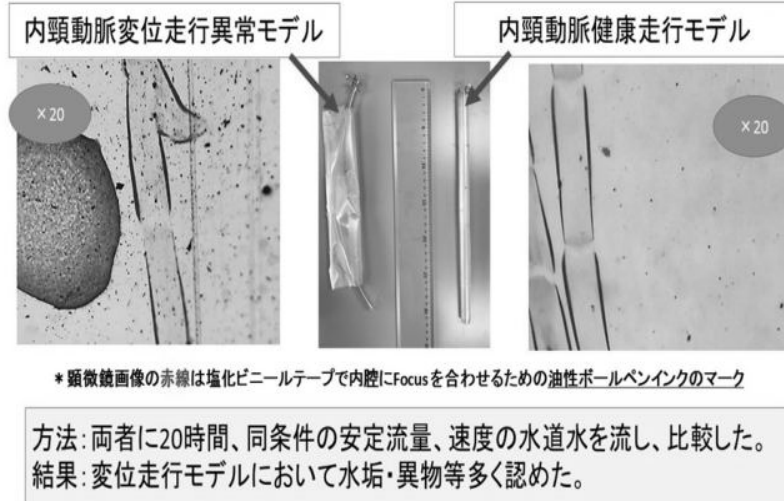 内頸動脈変位走行異常モデル
内頸動脈健康走行モデル
×20
×20
*顕微鏡画像の赤線は塩化ビニールテープで内腔にFocusを合わせるための油性ボールペンインクのマーク
方法:両者に20時間、同条件の安定流量、速度の水道水を流し、比較した。
結果:変位走行モデルにおいて水垢・異物等多く認めた。